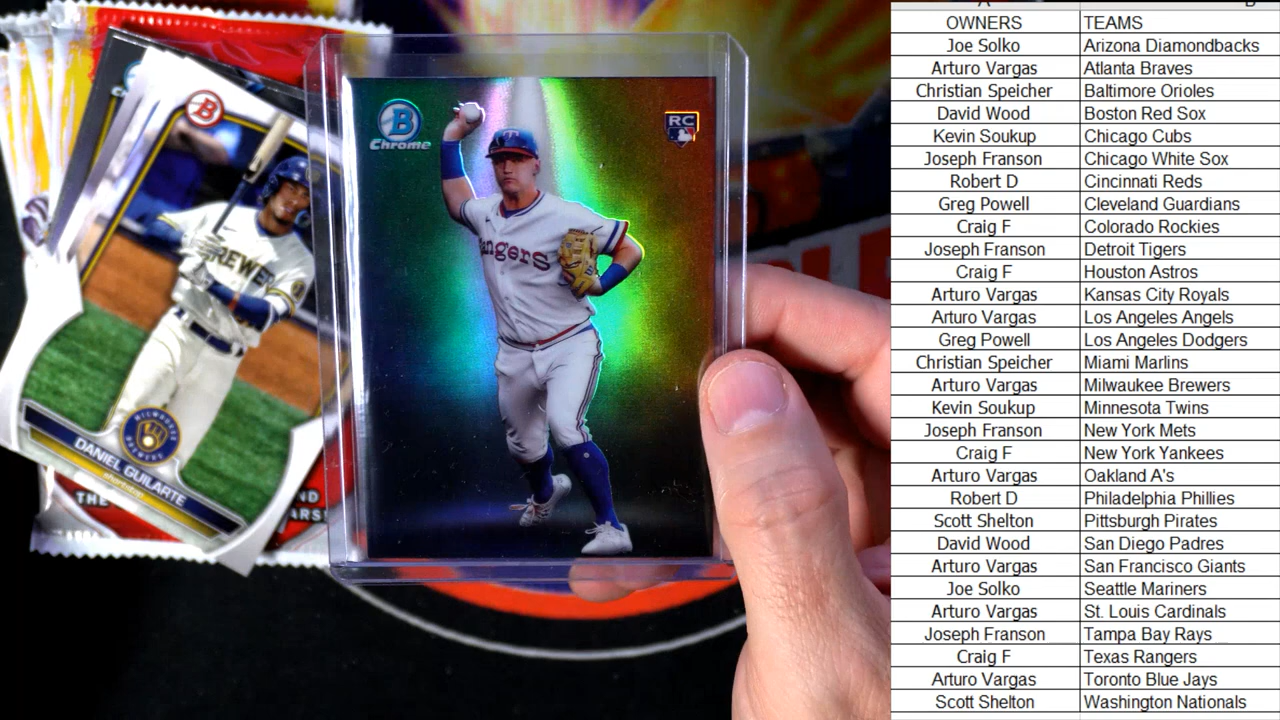 B
Chrome
RC
T
angers
B
BREWE
DANIEL GUILARTE
shortstop
THE
ND
ARS
A
B
OWNERS TEAMS
Joe Solko Arizona Diamondbacks
Arturo Vargas Atlanta Braves
Christian Speicher Baltimore Orioles
David Wood Boston Red Sox
Kevin Soukup Chicago Cubs
Joseph Franson Chicago White Sox
Robert D Cincinnati Reds
Greg Powell Cleveland Guardians
Craig F Colorado Rockies
Joseph Franson Detroit Tigers
Craig F Houston Astros
Arturo Vargas Kansas City Royals
Arturo Vargas Los Angeles Angels
Greg Powell Los Angeles Dodgers
Christian Speicher Miami Marlins
Arturo Vargas Milwaukee Brewers
Kevin Soukup Minnesota Twins
Joseph Franson New York Mets
Craig F New York Yankees
Arturo Vargas Oakland A's
Robert D Philadelphia Phillies
Scott Shelton Pittsburgh Pirates
David Wood San Diego Padres
Arturo Vargas San Francisco Giants
Joe Solko Seattle Mariners
Arturo Vargas St. Louis Cardinals
Joseph Franson Tampa Bay Rays
Craig F Texas Rangers
Arturo Vargas Toronto Blue Jays
Scott Shelton Washington Nationals